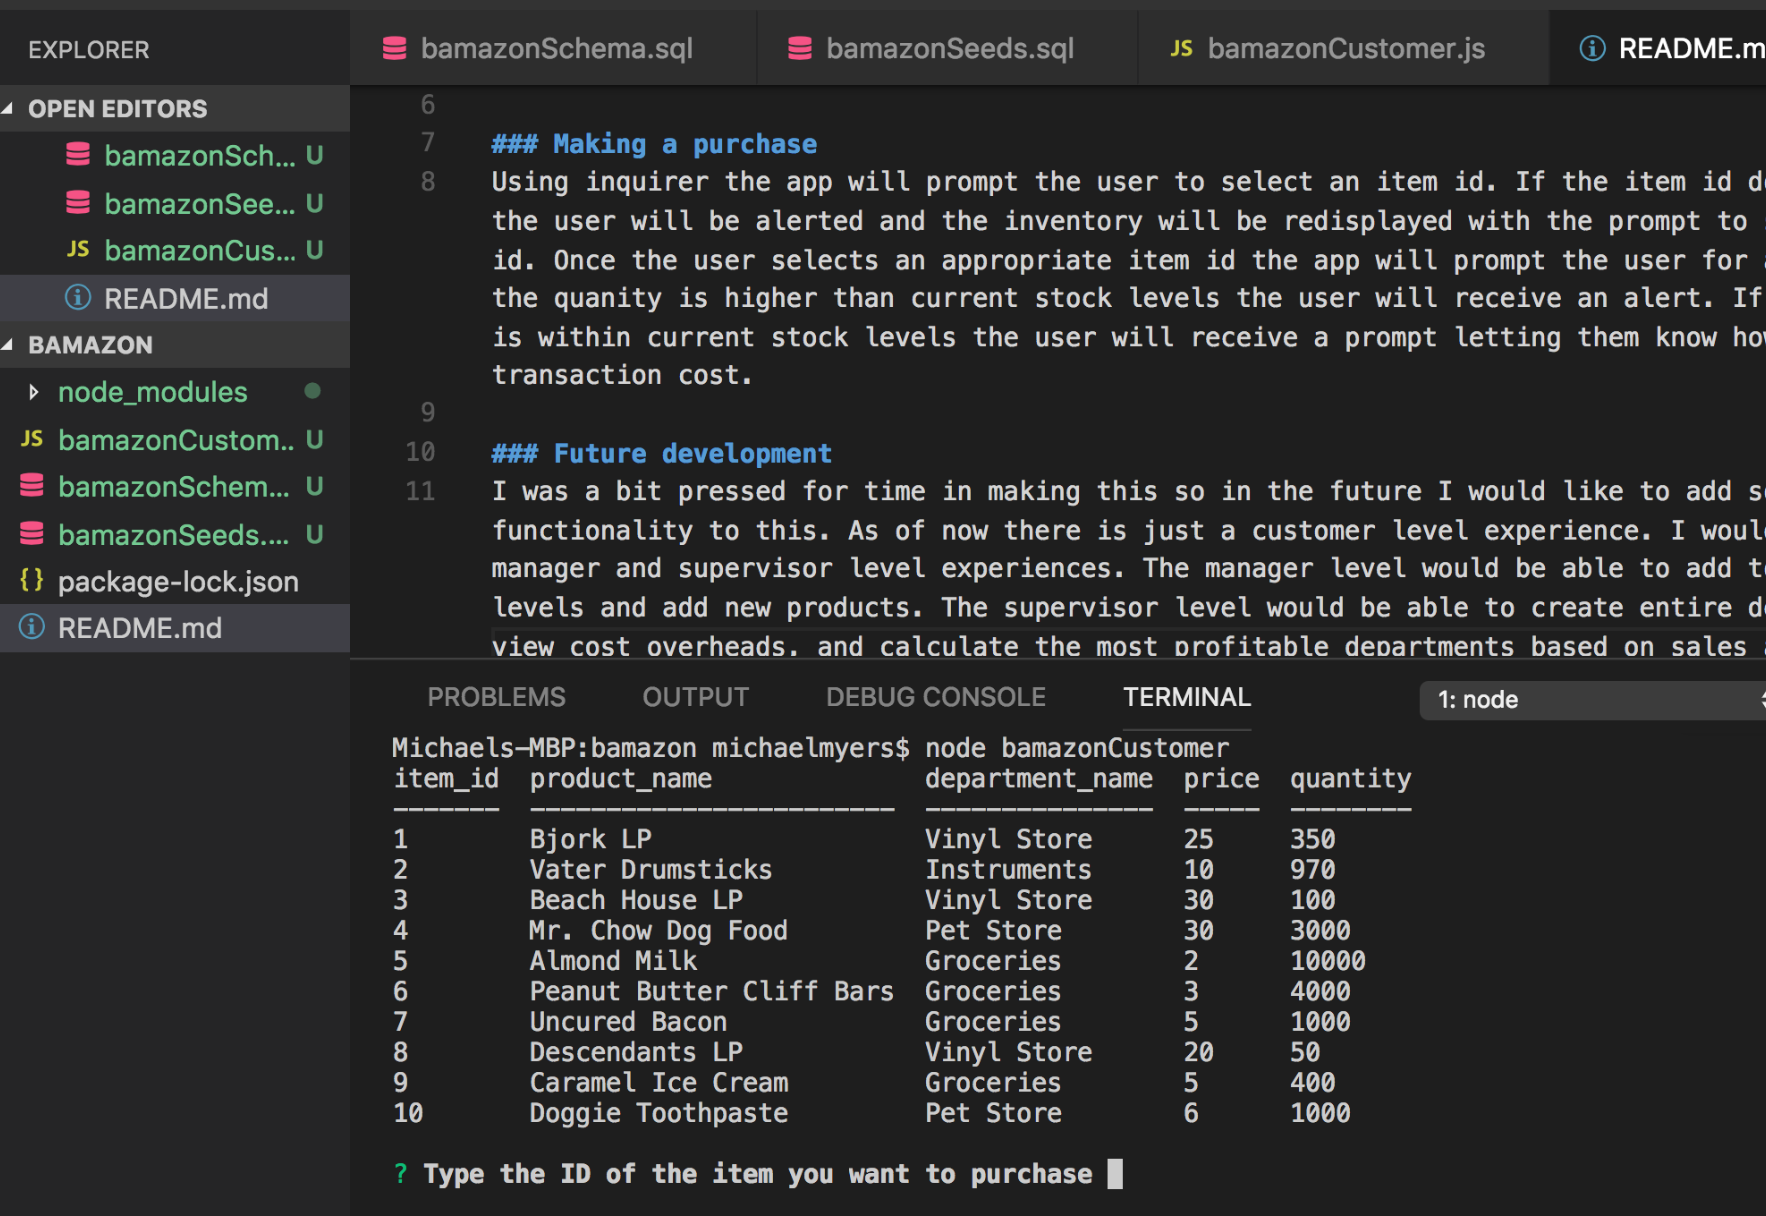 EXPLORER
OPEN EDITORS
bamazonSch... U
bamazonSee... U
JS bamazonCus... U
README.md
BAMAZON
node_modules
JS bamazonCustom.. U
bamazonSchem... U
bamazonSeeds.... U
{} package-lock.json
README.md
bamazonSchema.sql bamazonSeeds.sql JS bamazonCustomer.js README.m
6
7 ### Making a purchase
8 Using inquirer the app will prompt the user to select an item id. If the item id d
the user will be alerted and the inventory will be redisplayed with the prompt to
id. Once the user selects an appropriate item id the app will prompt the user for
the quanity is higher than current stock levels the user will receive an alert. If
is within current stock levels the user will receive a prompt letting them know ho
transaction cost.
9
10 ### Future development
11 I was a bit pressed for time in making this so in the future I would like to add s
functionality to this. As of now there is just a customer level experience. I woul
manager and supervisor level experiences. The manager level would be able to add t
levels and add new products. The supervisor level would be able to create entire d
view cost overheads, and calculate the most profitable departments based on sales
PROBLEMS OUTPUT DEBUG CONSOLE TERMINAL 1: node
Michaels-MBP:bamazon michaelmyers$ node bamazonCustomer
item_id product_name department_name price quantity
------- ------------------------ --------------- ----- --------
1 Bjork LP Vinyl Store 25 350
2 Vater Drumsticks Instruments 10 970
3 Beach House LP Vinyl Store 30 100
4 Mr. Chow Dog Food Pet Store 30 3000
5 Almond Milk Groceries 2 10000
6 Peanut Butter Cliff Bars Groceries 3 4000
7 Uncured Bacon Groceries 5 1000
8 Descendants LP Vinyl Store 20 50
9 Caramel Ice Cream Groceries 5 400
10 Doggie Toothpaste Pet Store 6 1000
? Type the ID of the item you want to purchase